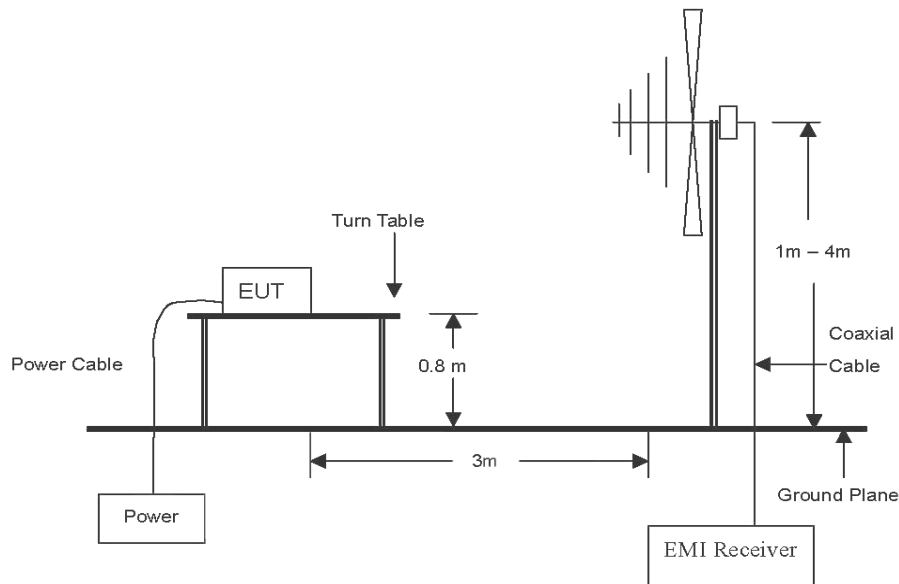 Turn Table
1m – 4m
EUT
Coaxial
Cable
Power Cable
0.8 m
3m
Ground Plane
Power
EMI Receiver